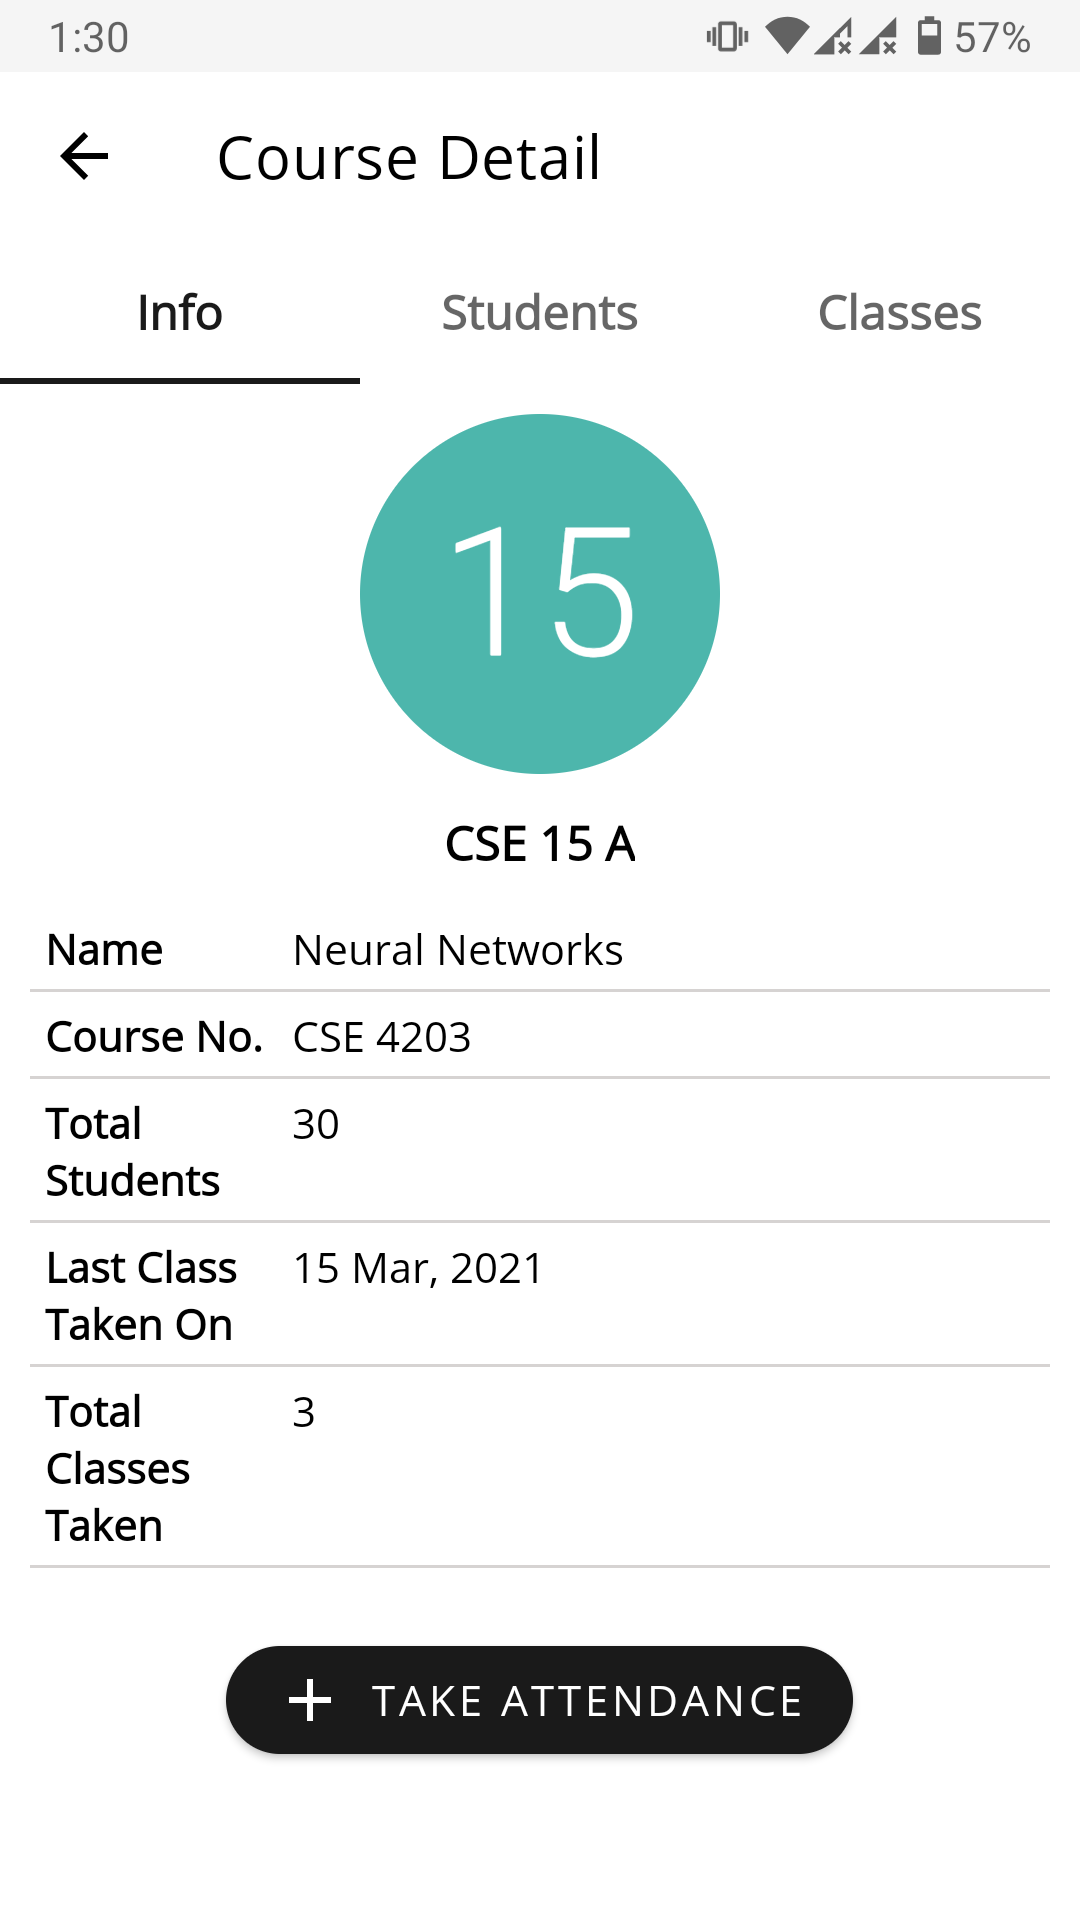 1:30 57%
Course Detail
Info Students Classes
15
CSE 15 A
Name Neural Networks
Course No. CSE 4203
Total 30
Students
Last Class 15 Mar, 2021
Taken On
Total 3
Classes
Taken
TAKE ATTENDANCE